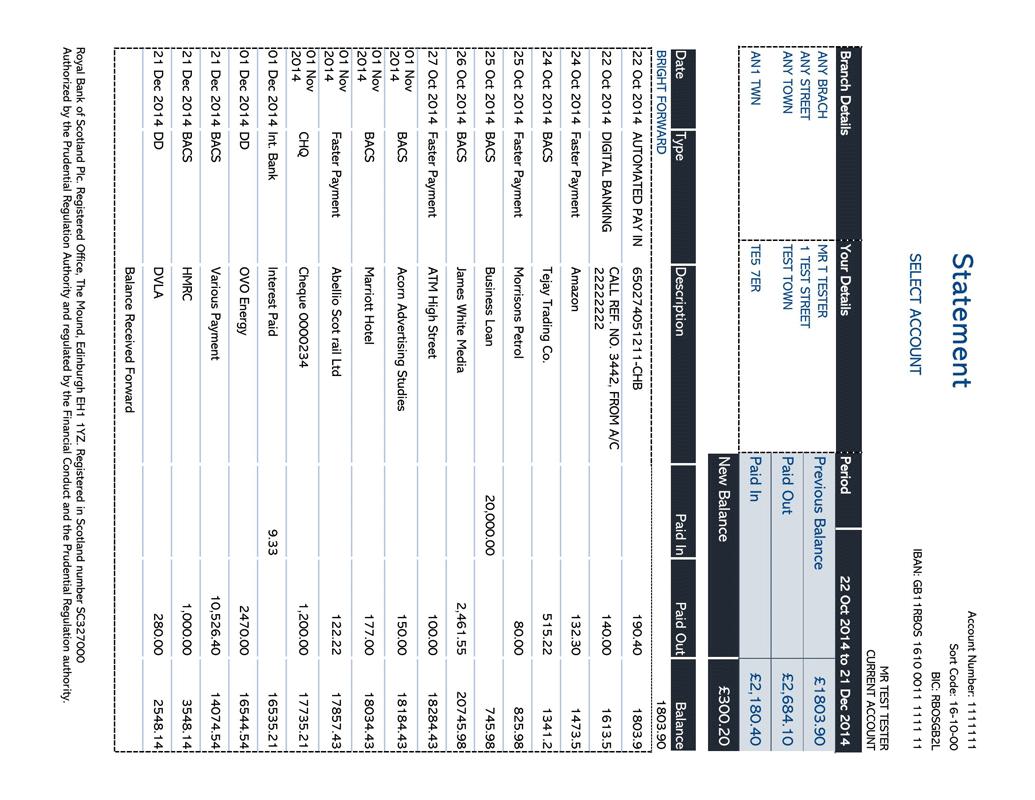 Statement
Account Number: 1111111
Sort Code: 16-10-00
BIC: RBOSGB2L
SELECT ACCOUNT
IBAN: GB11RBOS 1610 0011 1111 11
MR TEST TESTER
CURRENT ACCOUNT
Branch Details Your Details Period 22 Oct 2014 to 21 Dec 2014
ANY BRACH MR T TESTER Previous Balance £1803.90
ANY STREET 1 TEST STREET
ANY TOWN TEST TOWN Paid Out £2,684.10
AN1 TWN TE5 7ER Paid In £2,180.40
New Balance £300.20
Date Type Description Paid In Paid Out Balance
BRIGHT FORWARD 1803.90
22 Oct 2014 AUTOMATED PAY IN 650274051211-CHB 190.40 1803.9
22 Oct 2014 DIGITAL BANKING CALL REF. NO. 3442, FROM A/C 140.00 1613.5
22222222
24 Oct 2014 Faster Payment Amazon 132.30 1473.5
24 Oct 2014 BACS Tejay Trading Co. 515.22 1341.2
25 Oct 2014 Faster Payment Morrisons Petrol 80.00 825.98
25 Oct 2014 BACS Business Loan 20,000.00 745.98
26 Oct 2014 BACS James White Media 2,461.55 20745.98
27 Oct 2014 Faster Payment ATM High Street 100.00 18284.43
01 Nov BACS Acorn Advertising Studies 150.00 18184.43
2014
01 Nov BACS Marriott Hotel 177.00 18034.43
2014
01 Nov Faster Payment Abellio Scot rail Ltd 122.22 17857.43
2014
01 Nov CHQ Cheque 0000234 1,200.00 17735.21
2014
01 Dec 2014 Int. Bank Interest Paid 9.33 16535.21
01 Dec 2014 DD OVO Energy 2470.00 16544.54
21 Dec 2014 BACS Various Payment 10,526.40 14074.54
21 Dec 2014 BACS HMRC 1,000.00 3548.14
21 Dec 2014 DD DVLA 280.00 2548.14
Balance Received Forward
Royal Bank of Scotland Plc. Registered Office, The Mound, Edinburgh EH1 1YZ. Registered in Scotland number SC327000
Authorized by the Prudential Regulation Authority and regulated by the Financial Conduct and the Prudential Regulation authority.